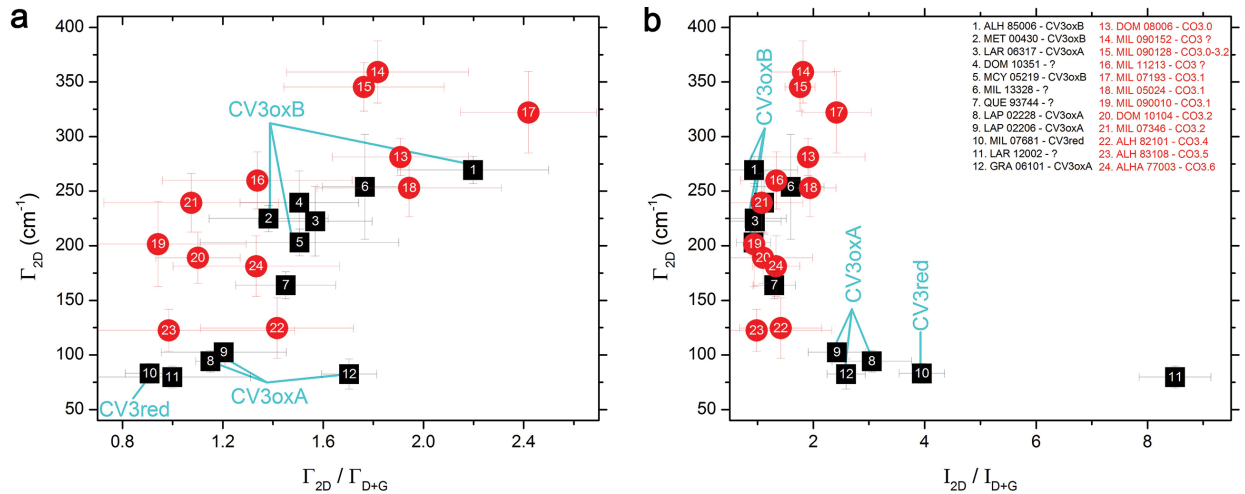 a
400
350
300
250
200
150
100
50
Γ2D (cm-1)
CV3oxB
CV3oxA
CV3red
1
2
3
4
5
6
7
8
9
10
11
12
13
14
15
16
17
18
19
20
21
22
23
24
0.8
1.2
1.6
2.0
2.4
Γ2D / ΓD+G
b
400
350
300
250
200
150
100
50
Γ2D (cm-1)
CV3oxB
CV3oxA
CV3red
1
3
6
7
8
9
10
11
12
13
14
15
16
17
18
19
20
21
22
23
24
1. ALH 85006 - CV3oxB
2. MET 00430 - CV3oxB
3. LAR 06317 - CV3oxA
4. DOM 10351 - ?
5. MCY 05219 - CV3oxB
6. MIL 13328 - ?
7. QUE 93744 - ?
8. LAP 02228 - CV3oxA
9. LAP 02206 - CV3oxA
10. MIL 07681 - CV3red
11. LAR 12002 - ?
12. GRA 06101 - CV3oxA
13. DOM 08006 - CO3.0
14. MIL 090152 - CO3 ?
15. MIL 090128 - CO3.0-3.2
16. MIL 11213 - CO3 ?
17. MIL 07193 - CO3.1
18. MIL 05024 - CO3.1
19. MIL 090010 - CO3.1
20. DOM 10104 - CO3.2
21. MIL 07346 - CO3.2
22. ALH 82101 - CO3.4
23. ALH 83108 - CO3.5
24. ALHA 77003 - CO3.6
2
4
6
8
I2D / ID+G